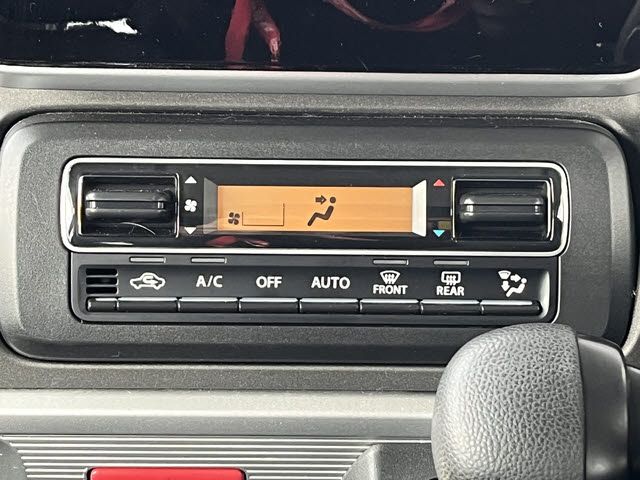 A/C OFF AUTO FRONT REAR